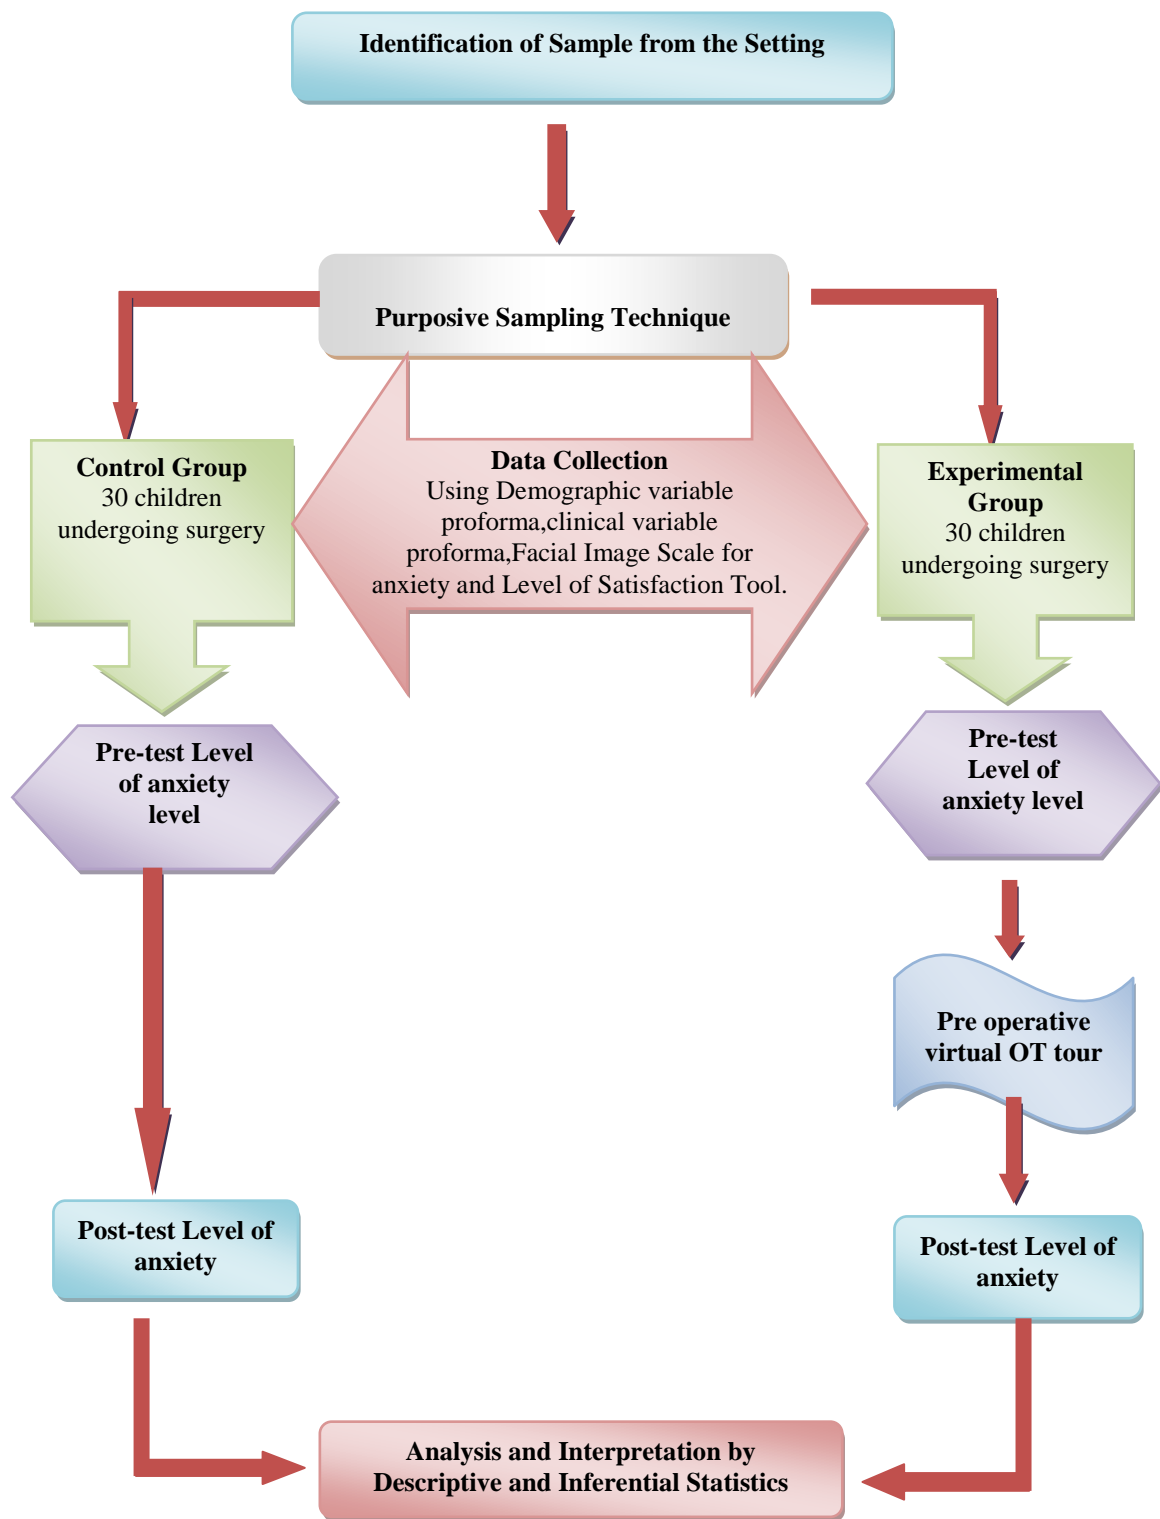 Identification of Sample from the Setting
Purposive Sampling Technique
Control Group
30 children
undergoing surgery
Data Collection
Using Demographic variable
proforma,clinical variable
proforma,Facial Image Scale for
anxiety and Level of Satisfaction Tool.
Experimental
Group
30 children
undergoing surgery
Pre-test Level
of anxiety
level
Pre-test
Level of
anxiety level
Pre operative
virtual OT tour
Post-test Level of
anxiety
Post-test Level of
anxiety
Analysis and Interpretation by
Descriptive and Inferential Statistics